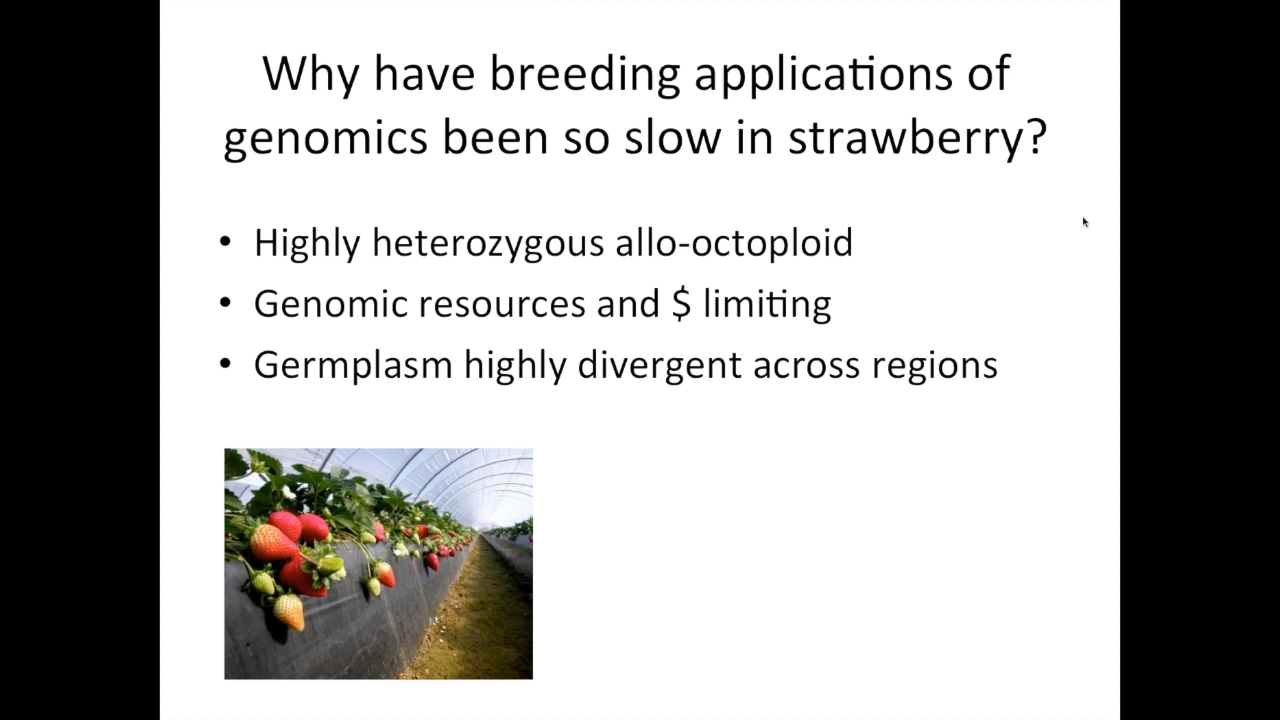 Why have breeding applications of
genomics been so slow in strawberry?
• Highly heterozygous allo-octoploid
• Genomic resources and $ limiting
• Germplasm highly divergent across regions